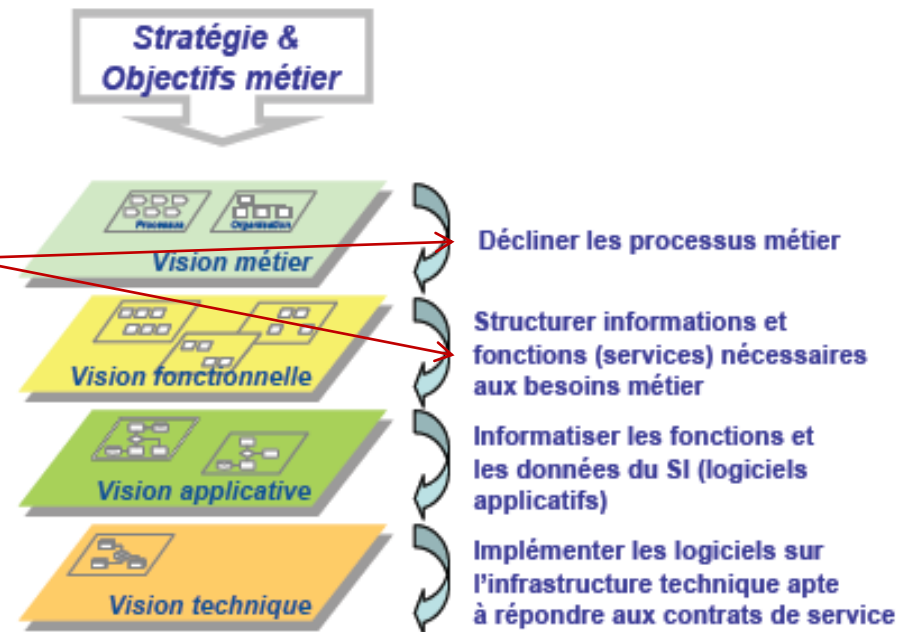 Stratégie &
Objectifs métier
Processus
Organisation
Vision métier
Décliner les processus métier
Vision fonctionnelle
Structurer informations et
fonctions (services) nécessaires
aux besoins métier
Vision applicative
Informatiser les fonctions et
les données du SI (logiciels
applicatifs)
Vision technique
Implémenter les logiciels sur
l'infrastructure technique apte
à répondre aux contrats de service